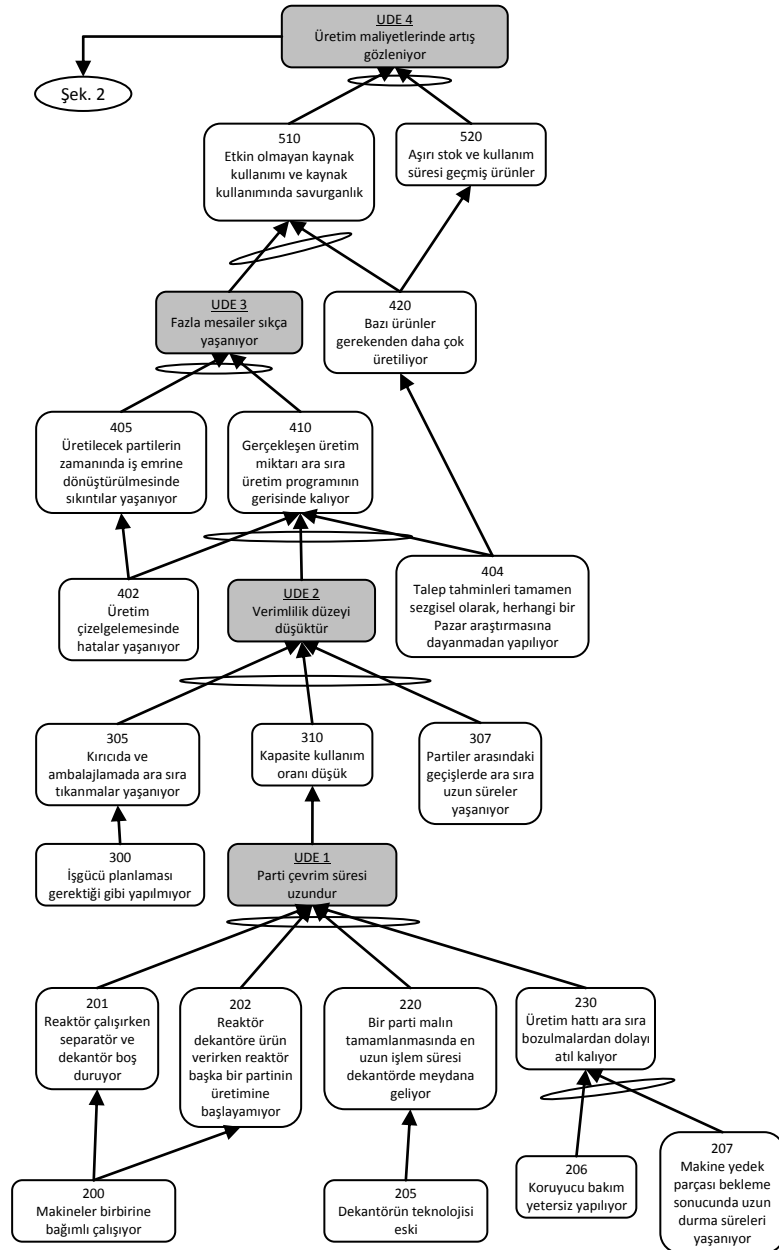 UDE 4
Üretim maliyetlerinde artış
gözleniyor
Şek. 2
510
Etkin olmayan kaynak
kullanımı ve kaynak
kullanımında savurganlık
520
Aşırı stok ve kullanım
süresi geçmiş ürünler
UDE 3
Fazla mesailer sıkça
yaşanıyor
420
Bazı ürünler
gerekenden daha çok
üretiliyor
405
Üretilecek partilerin
zamanında iş emrine
dönüştürülmesinde
sıkıntılar yaşanıyor
410
Gerçekleşen üretim
miktarı ara sıra
üretim programının
gerisinde kalıyor
402
Üretim
çizelgelemesinde
hatalar yaşanıyor
UDE 2
Verimlilik düzeyi
düşüktür
404
Talep tahminleri tamamen
sezgisel olarak, herhangi bir
Pazar araştırmasına
dayanmadan yapılıyor
305
Kırıcıda ve
ambalajlamada ara sıra
tıkanmalar yaşanıyor
310
Kapasite kullanım
oranı düşük
307
Partiler arasındaki
geçişlerde ara sıra
uzun süreler
yaşanıyor
300
İşgücü planlaması
gerektiği gibi yapılmıyor
UDE 1
Parti çevrim süresi
uzundur
201
Reaktör çalışırken
separatör ve
dekantör boş
duruyor
202
Reaktör
dekantöre ürün
verirken reaktör
başka bir partinin
üretimine
başlayamıyor
220
Bir parti malın
tamamlanmasında en
uzun işlem süresi
dekantörde meydana
geliyor
230
Üretim hattı ara sıra
bozulmalardan dolayı
atıl kalıyor
200
Makineler birbirine
bağımlı çalışıyor
205
Dekantörün teknolojisi
eski
206
Koruyucu bakım
yetersiz yapılıyor
207
Makine yedek
parçası bekleme
sonucunda uzun
durma süreleri
yaşanıyor